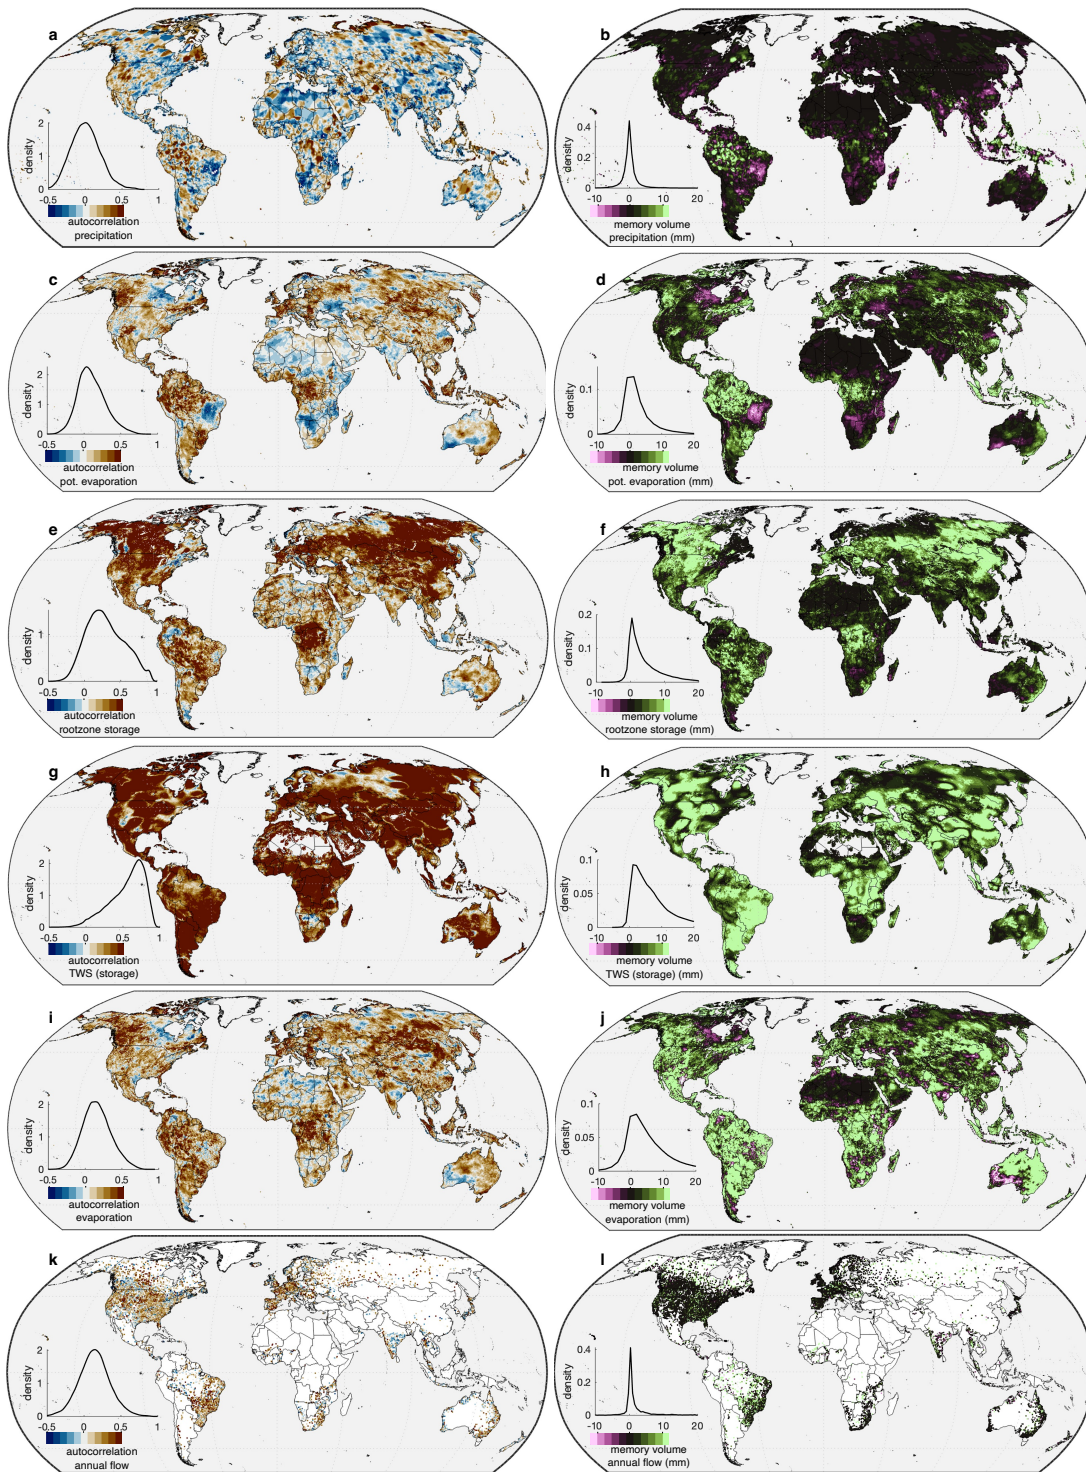 a
2
1
0
-0.5 0 0.5 1
density
autocorrelation
precipitation
b
0.4
0.2
0
-10 0 10 20
density
memory volume
precipitation (mm)
c
2
1
0
-0.5 0 0.5 1
density
autocorrelation
pot. evaporation
d
0.1
0
-10 0 10 20
density
memory volume
pot. evaporation (mm)
e
1
0
-0.5 0 0.5 1
density
autocorrelation
rootzone storage
f
0.2
0.1
0
-10 0 10 20
density
memory volume
rootzone storage (mm)
g
2
1
0
-0.5 0 0.5 1
density
autocorrelation
TWS (storage)
h
0.1
0.05
0
-10 0 10 20
density
memory volume
TWS (storage) (mm)
i
2
1
0
-0.5 0 0.5 1
density
autocorrelation
evaporation
j
0.1
0.05
0
-10 0 10 20
density
memory volume
evaporation (mm)
k
2
1
0
-0.5 0 0.5 1
density
autocorrelation
annual flow
l
0.4
0.2
0
-10 0 10 20
density
memory volume
annual flow (mm)